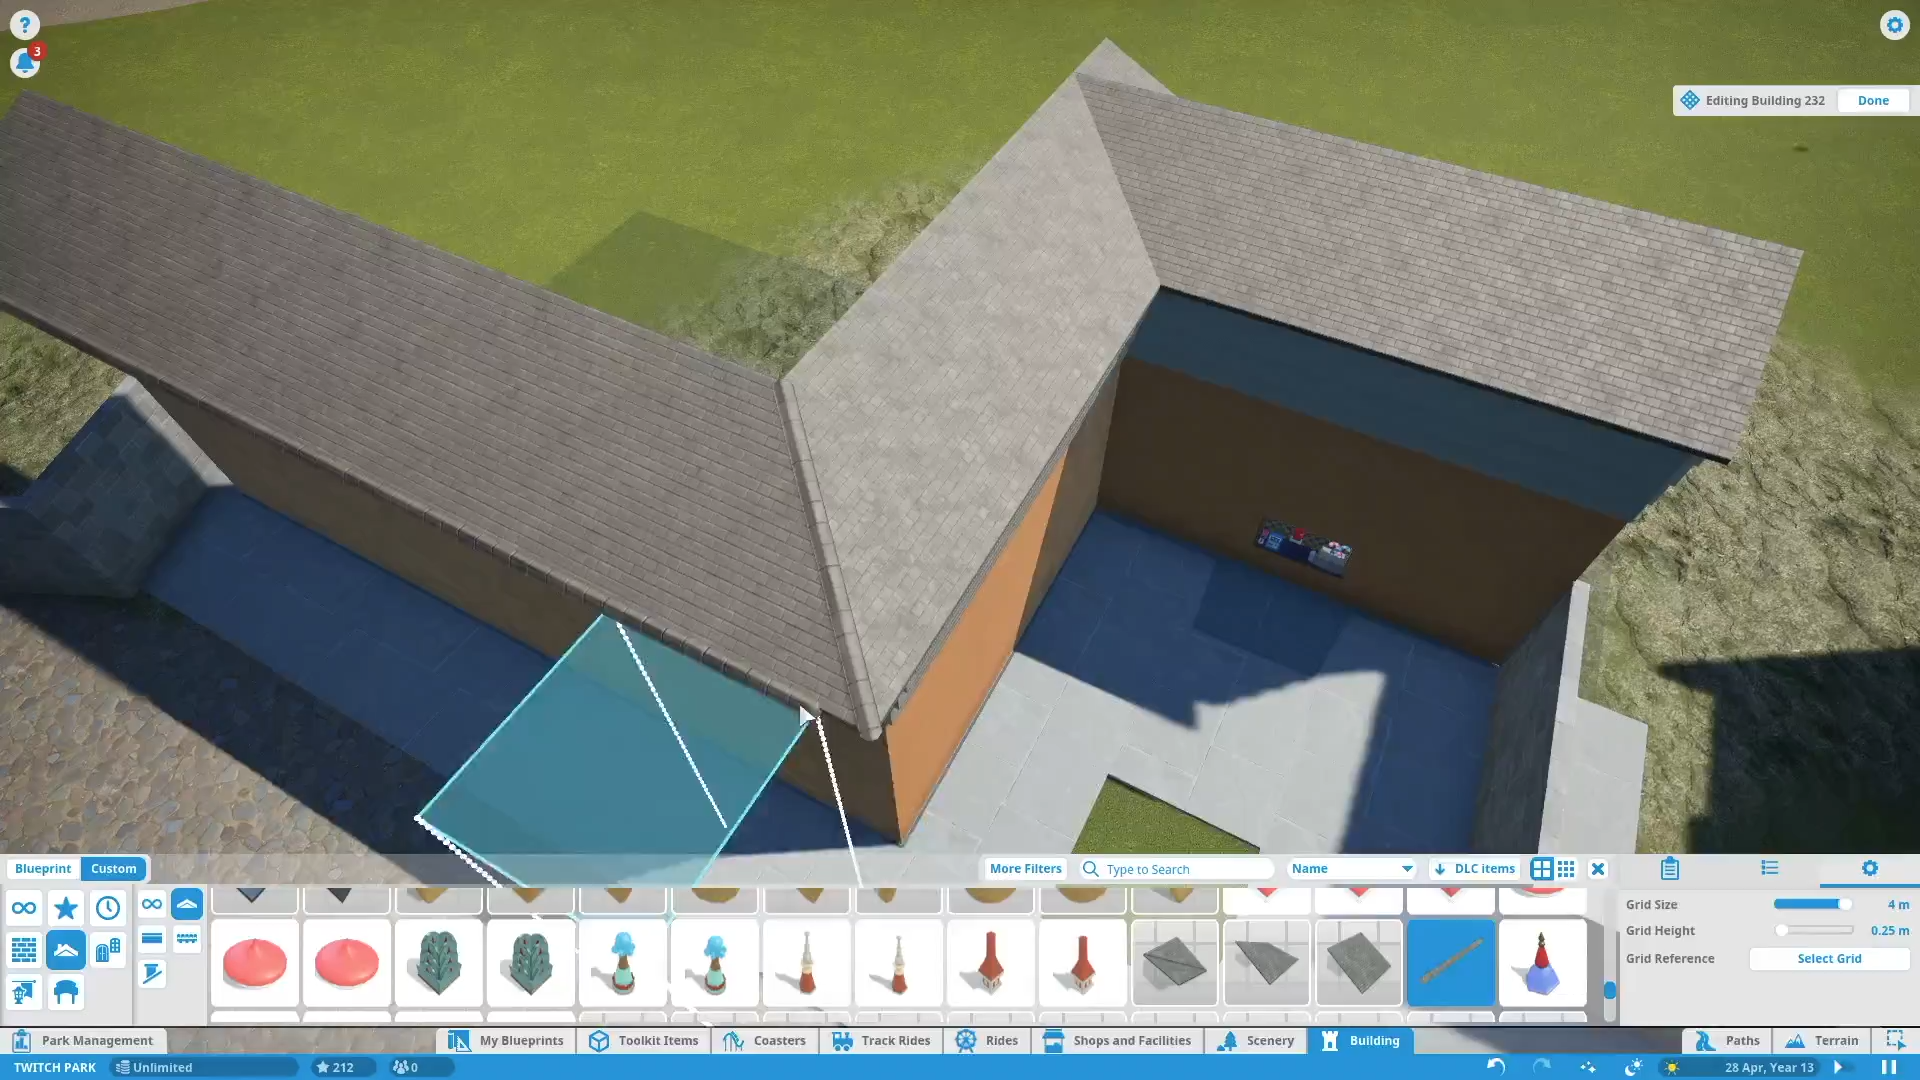 ?
3
Editing Building 232
Done
Blueprint
Custom
More Filters
Type to Search
Name
DLC items
Grid Size
4 m
Grid Height
0.25 m
Grid Reference
Select Grid
Park Management
My Blueprints
Toolkit Items
Coasters
Track Rides
Rides
Shops and Facilities
Scenery
Building
Paths
Terrain
TWITCH PARK
Unlimited
212
0
28 Apr, Year 13